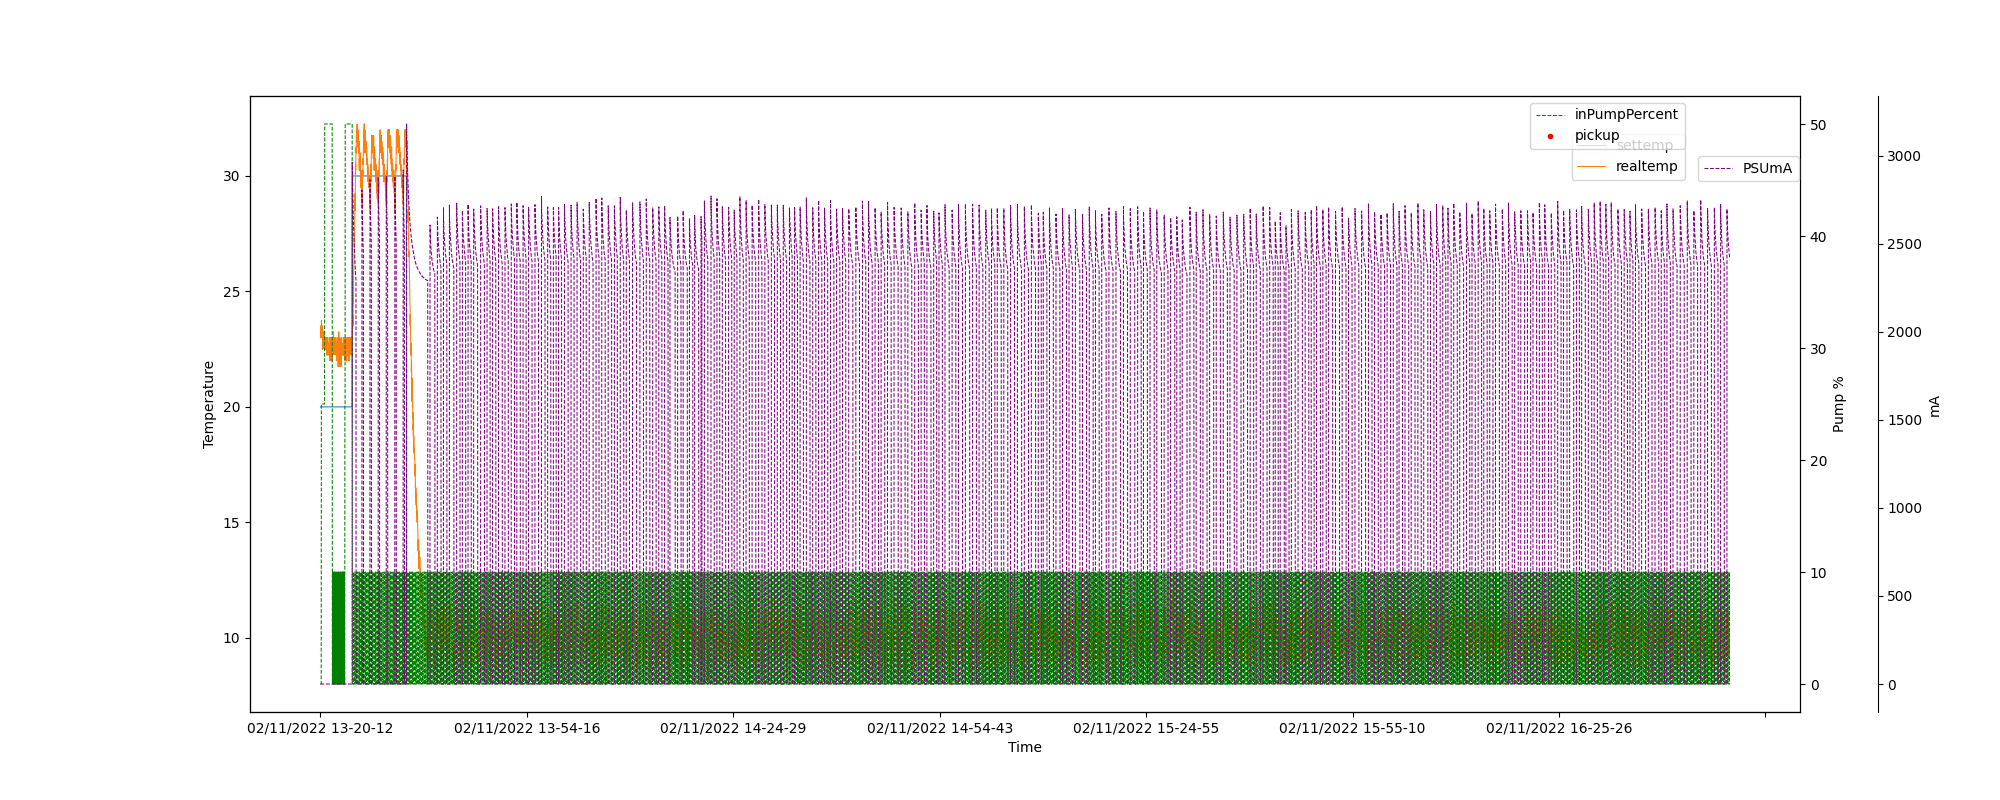 inPumpPercent
pickup
settemp
realtemp
PSUmA
30
25
20
15
10
Temperature
50
40
30
20
10
0
Pump %
3000
2500
2000
1500
1000
500
0
mA
02/11/2022 13-20-12
02/11/2022 13-54-16
02/11/2022 14-24-29
02/11/2022 14-54-43
02/11/2022 15-24-55
02/11/2022 15-55-10
02/11/2022 16-25-26
Time